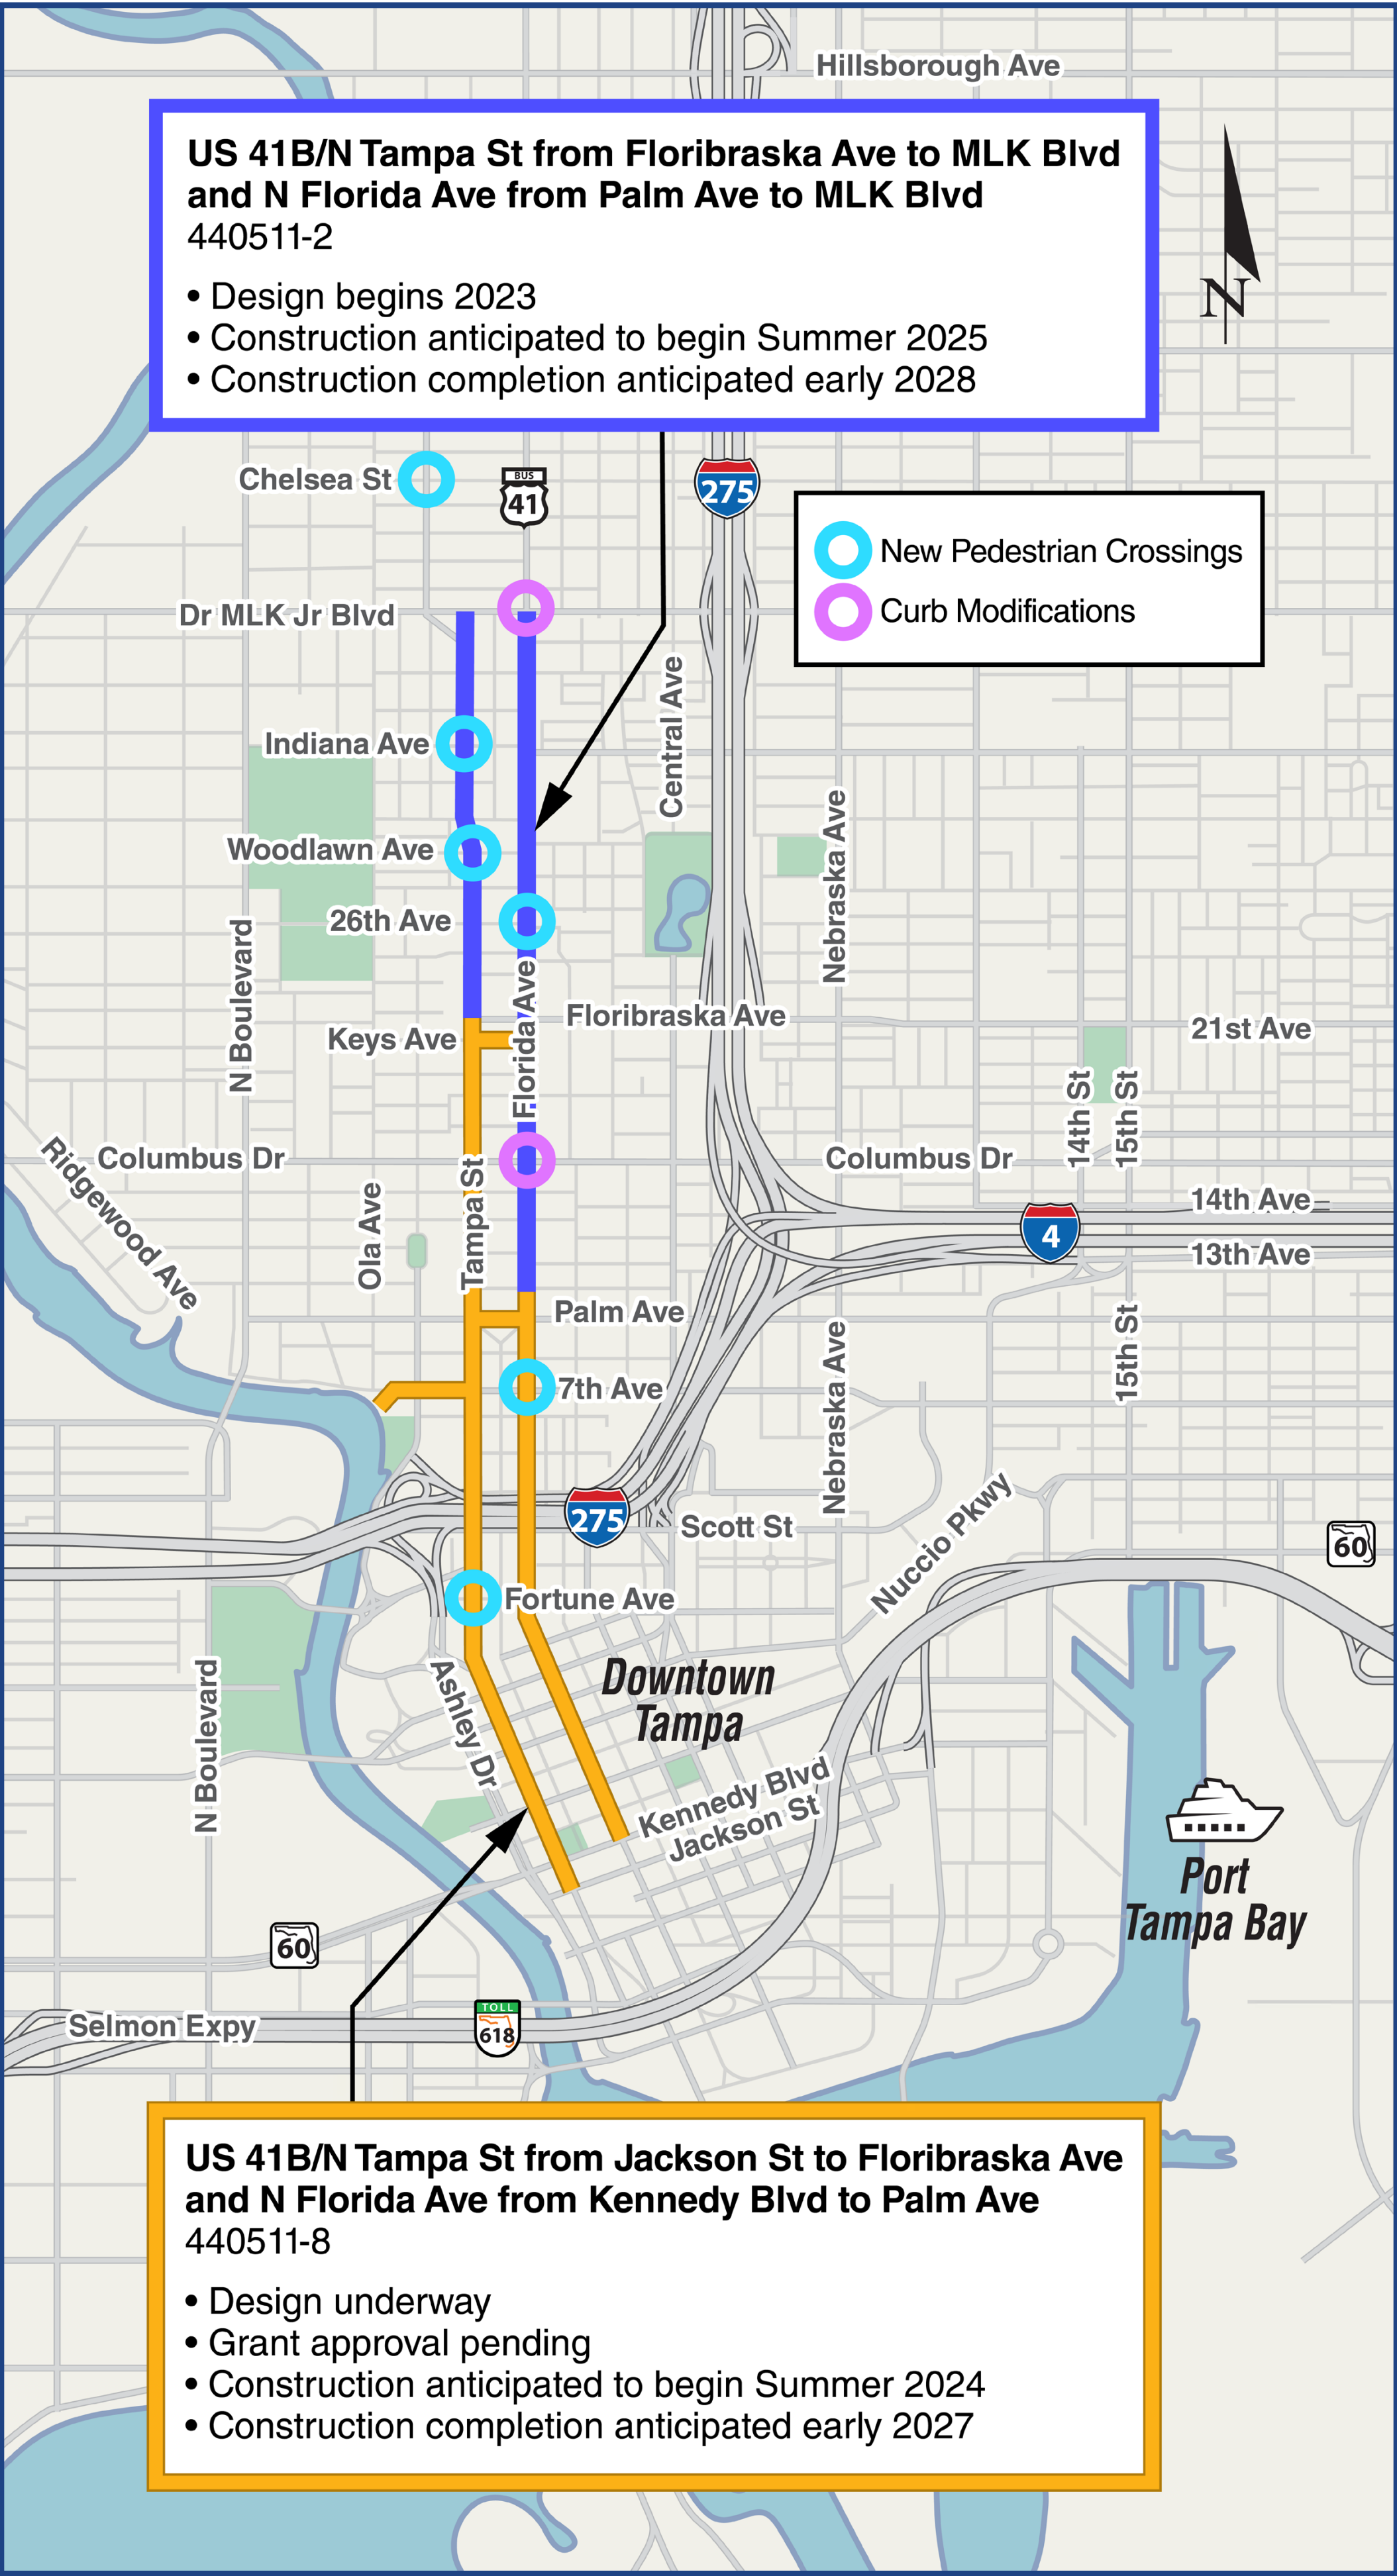 Hillsborough Ave
US 41B/N Tampa St from Floribraska Ave to MLK Blvd
and N Florida Ave from Palm Ave to MLK Blvd
440511-2
• Design begins 2023
• Construction anticipated to begin Summer 2025
• Construction completion anticipated early 2028
N
Chelsea St
BUS
41
275
New Pedestrian Crossings
Curb Modifications
Dr MLK Jr Blvd
Central Ave
Indiana Ave
Woodlawn Ave
Nebraska Ave
26th Ave
N Boulevard
Florida Ave
Floribraska Ave
Keys Ave
21st Ave
14th St
15th St
Ridgewood Ave
Columbus Dr
Columbus Dr
Ola Ave
Tampa St
14th Ave
4
13th Ave
Palm Ave
15th St
Nebraska Ave
7th Ave
275
Scott St
Nuccio Pkwy
60
Fortune Ave
Ashley Dr
Downtown
Tampa
N Boulevard
Kennedy Blvd
Jackson St
Port
Tampa Bay
60
Selmon Expy
TOLL
618
US 41B/N Tampa St from Jackson St to Floribraska Ave
and N Florida Ave from Kennedy Blvd to Palm Ave
440511-8
• Design underway
• Grant approval pending
• Construction anticipated to begin Summer 2024
• Construction completion anticipated early 2027